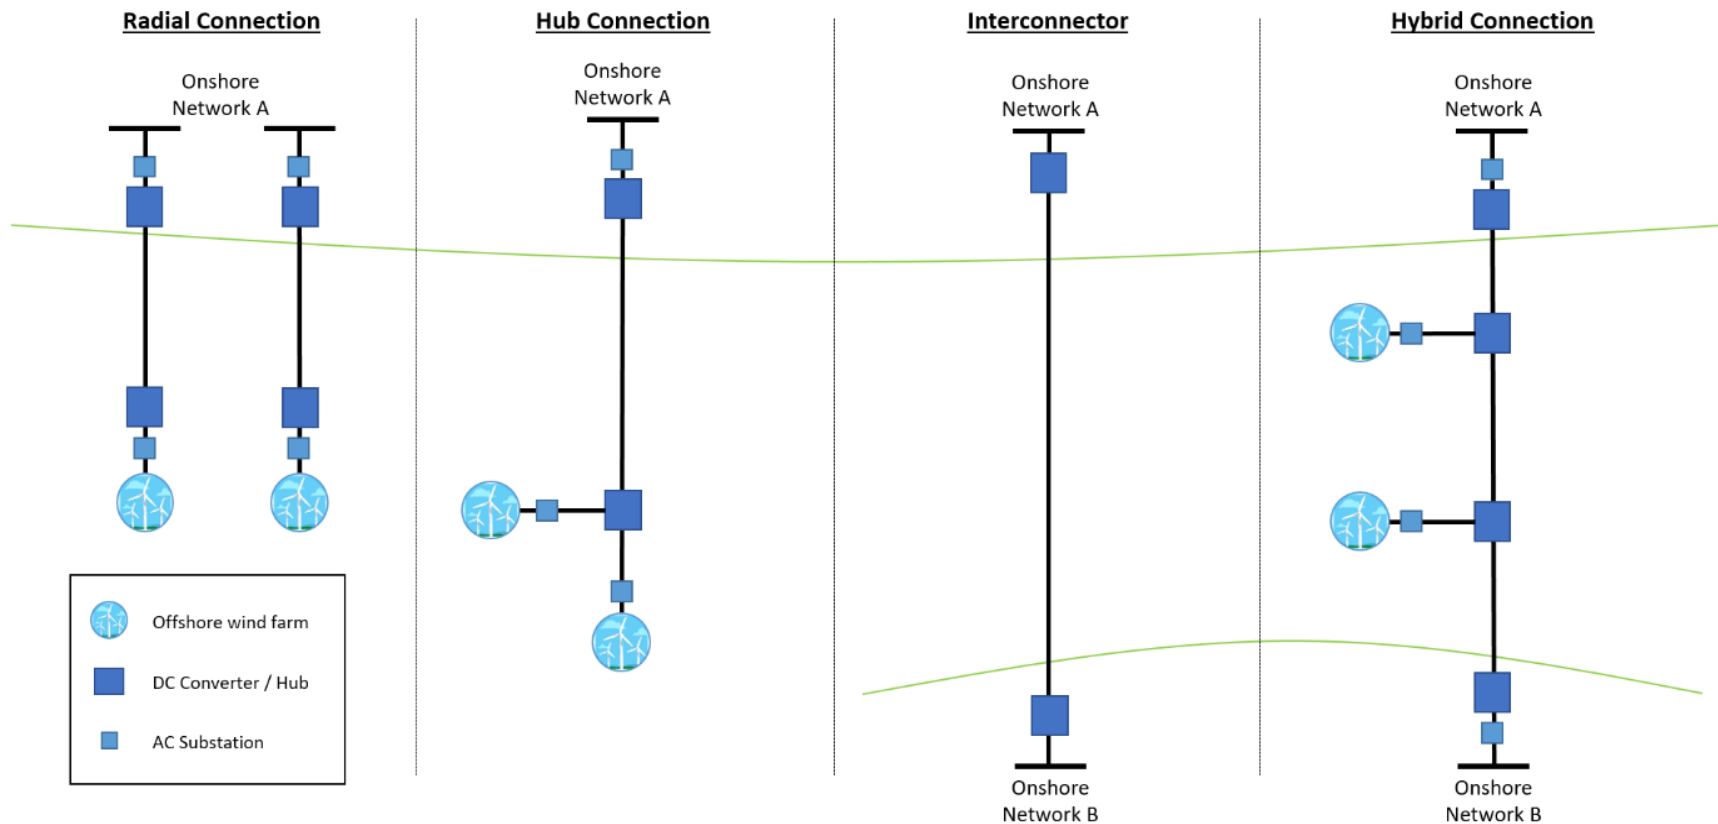 Radial Connection
Onshore
Network A
Hub Connection
Onshore
Network A
Interconnector
Onshore
Network A
Onshore
Network B
Hybrid Connection
Onshore
Network A
Onshore
Network B
Offshore wind farm
DC Converter / Hub
AC Substation